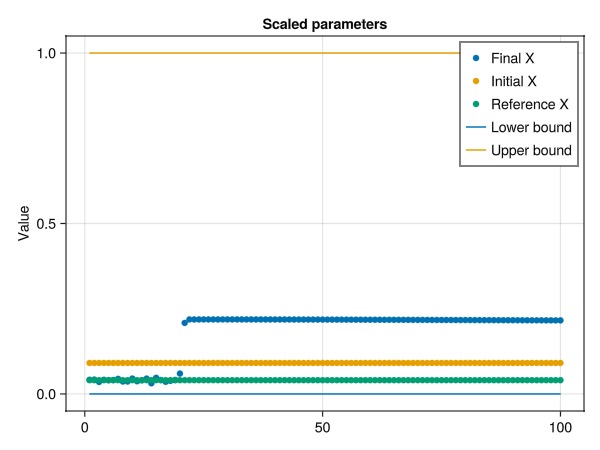 Scaled parameters
1.0
Final X
Initial X
Reference X
Lower bound
Upper bound
0.5
Value
0.0
0
50
100